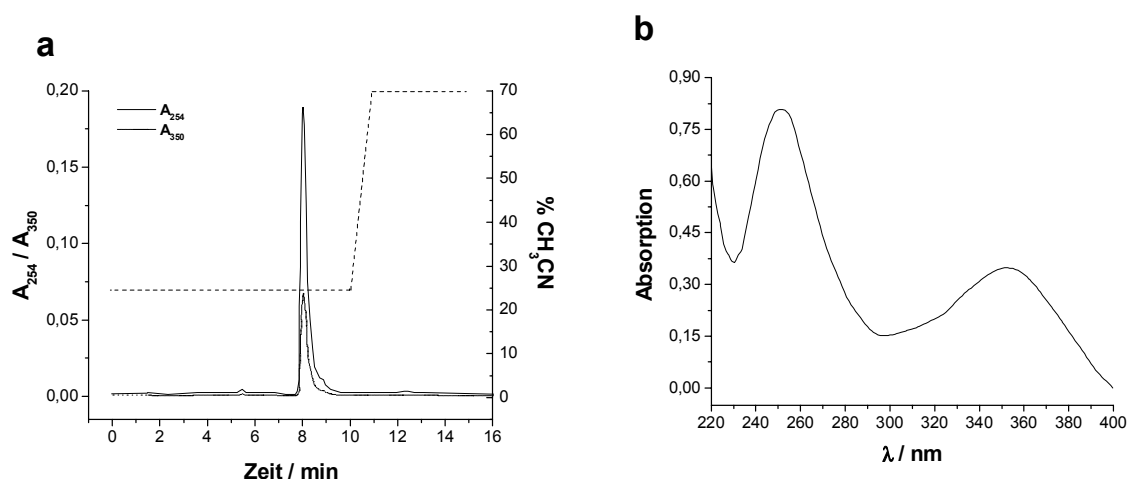 a
0,20
0,15
0,10
0,05
0,00
A254
A350
A254 / A350
70
60
50
40
30
20
10
0
% CH3CN
0 2 4 6 8 10 12 14 16
Zeit / min
b
0,90
0,75
0,60
0,45
0,30
0,15
0,00
Absorption
220 240 260 280 300 320 340 360 380 400
λ / nm